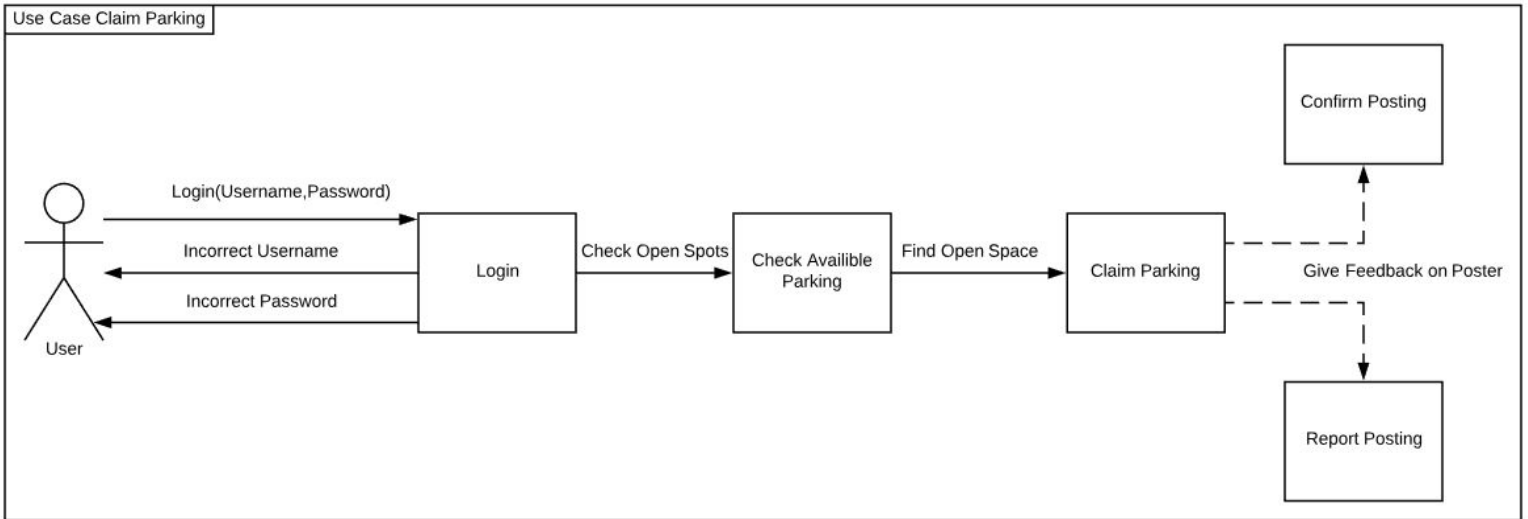 Use Case Claim Parking
Confirm Posting
Login(Username,Password)
Incorrect Username
Incorrect Password
User
Login
Check Open Spots
Check Availible
Parking
Find Open Space
Claim Parking
Give Feedback on Poster
Report Posting